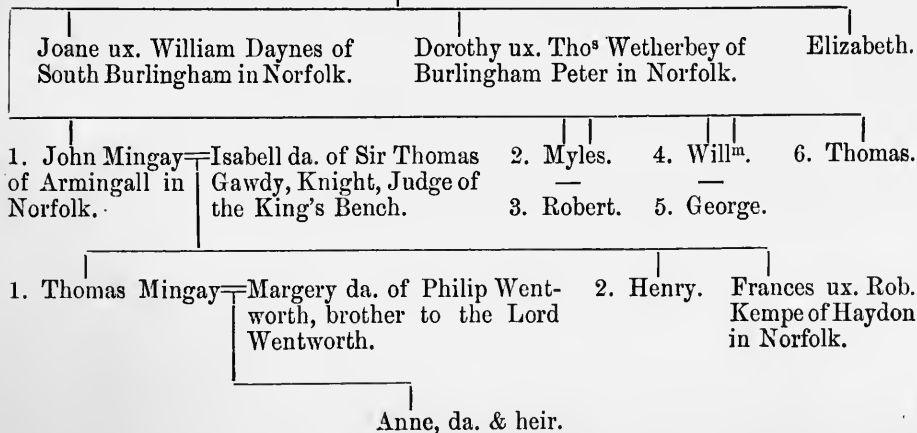 Joane ux. William Daynes of
South Burlingham in Norfolk.
Dorothy ux. Thoˢ Wetherbey of
Burlingham Peter in Norfolk.
Elizabeth.
1. John Mingay
of Armingall in
Norfolk.
Isabell da. of Sir Thomas
Gawdy, Knight, Judge of
the King's Bench.
2. Myles.
—
3. Robert.
4. Willᵐ.
—
5. George.
6. Thomas.
1. Thomas Mingay
Margery da. of Philip Went-
worth, brother to the Lord
Wentworth.
2. Henry.
Frances ux. Rob.
Kempe of Haydon
in Norfolk.
Anne, da. & heir.